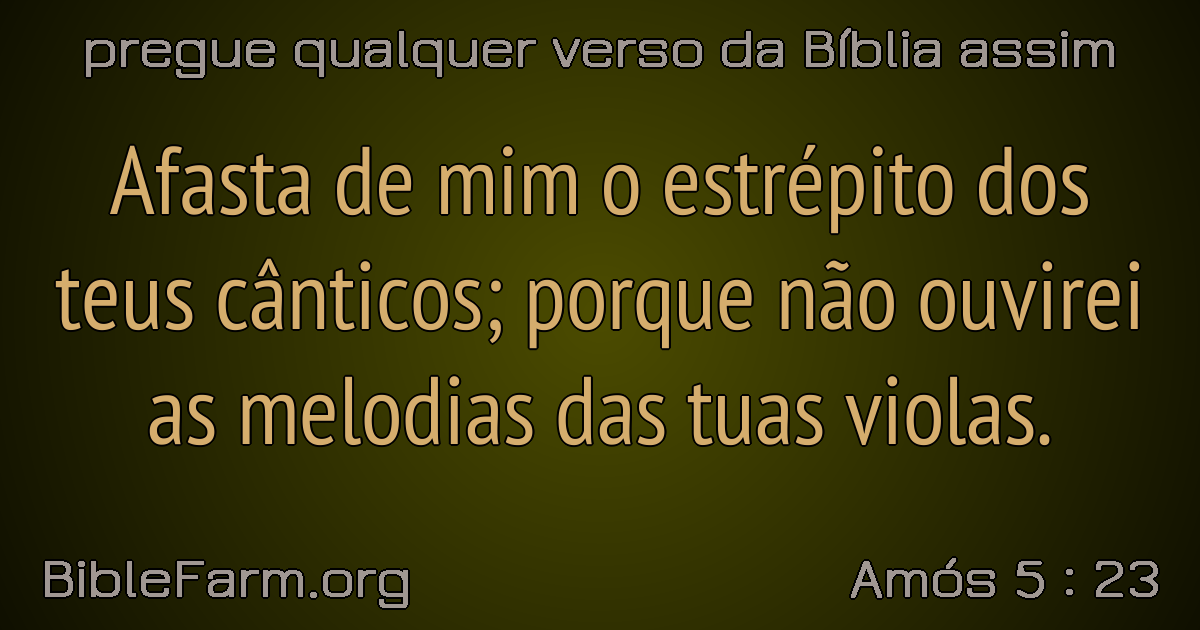 pregue qualquer verso da Bíblia assim
Afasta de mim o estrépito dos
teus cânticos; porque não ouvirei
as melodias das tuas violas.
BibleFarm.org
Amós 5 : 23